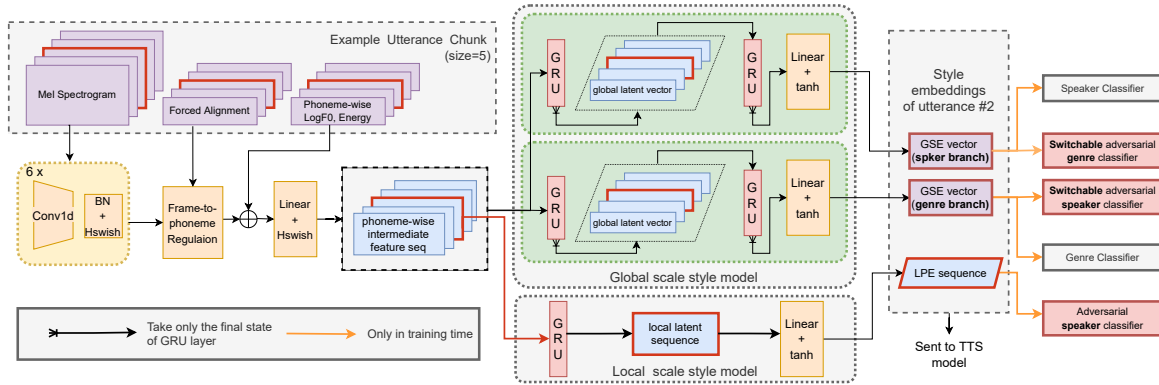 Example Utterance Chunk
(size=5)
Mel Spectrogram
Forced Alignment
Phoneme-wise
LogF0, Energy
6 x
Conv1d
BN
+
Hswish
Frame-to-
phoneme
Regulaion
Linear
+
Hswish
phoneme-wise
intermediate
feature seq
G
R
U
global latent vector
G
R
U
Linear
+
tanh
G
R
U
global latent vector
G
R
U
Linear
+
tanh
Global scale style model
G
R
U
local latent
sequence
Linear
+
tanh
Local scale style model
Style
embeddings
of utterance #2
GSE vector
(spker branch)
GSE vector
(genre branch)
LPE sequence
Sent to TTS
model
Speaker Classifier
Switchable adversarial
genre classifier
Switchable adversarial
speaker classifier
Genre Classifier
Adversarial
speaker classifier
Take only the final state
of GRU layer
Only in training time